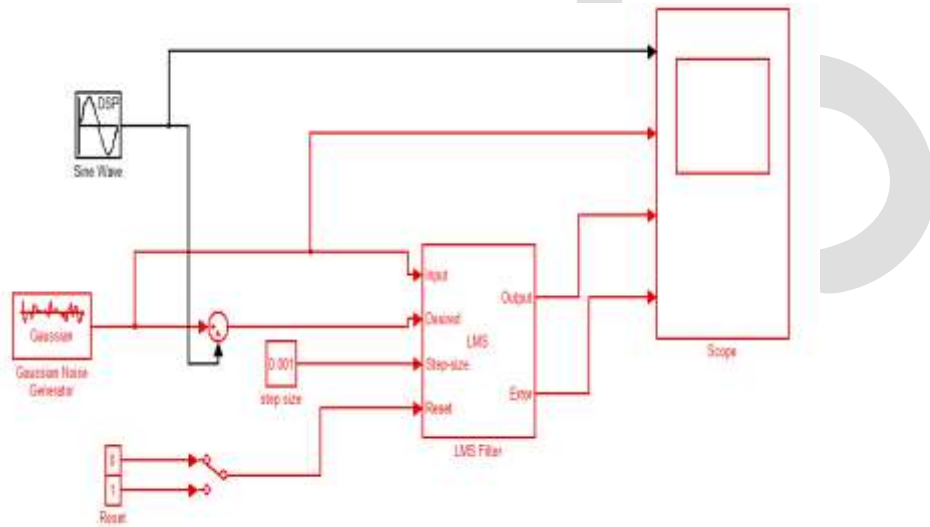 DSP
Sine Wave
Gaussian
Gaussian Noise
Generator
0.001
step size
0
1
Reset
Input
Desired
Step-size
Reset
LMS
Output
Error
LMS Filter
Scope